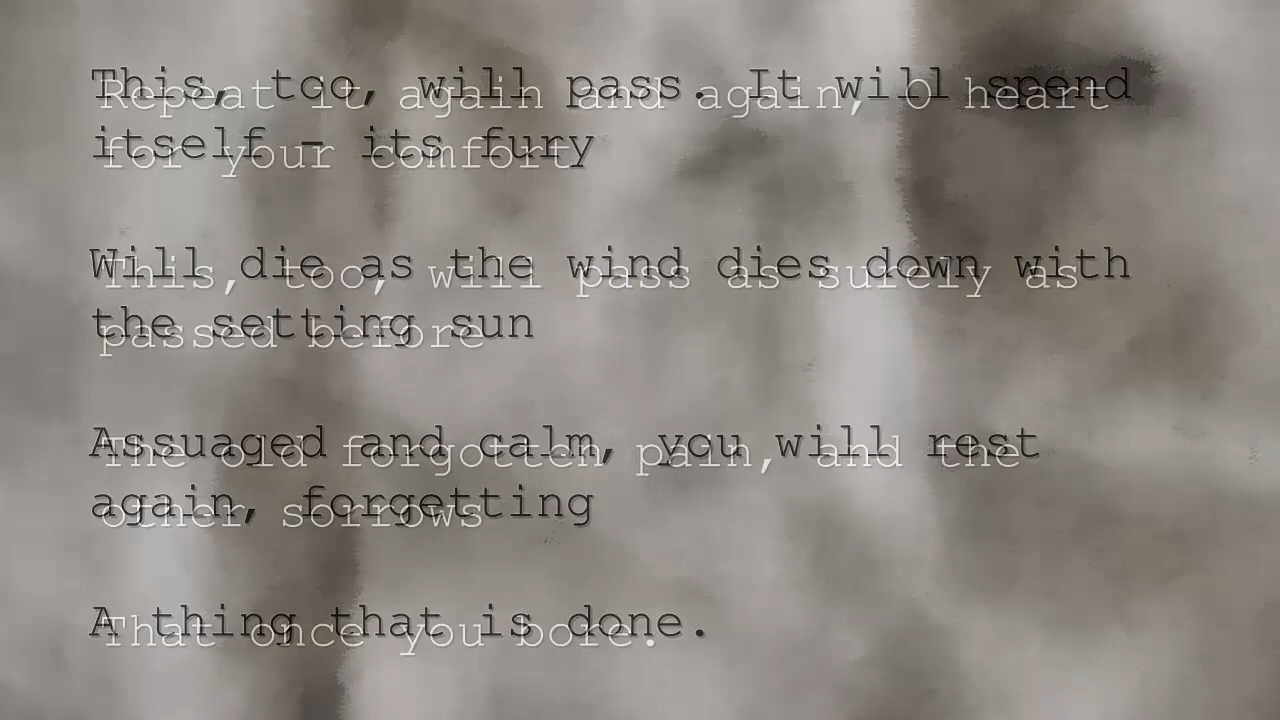 This, too, will pass. It will spend
Repeat it again and again, O heart
itself - its fury
for your comfort
Will die as the wind dies down with
This, too, will pass as surely as
the setting sun
passed before
Assuaged and calm, you will rest
The old forgotten pain, and the
again, forgetting
other sorrows
A thing that is done.
That once you bore.